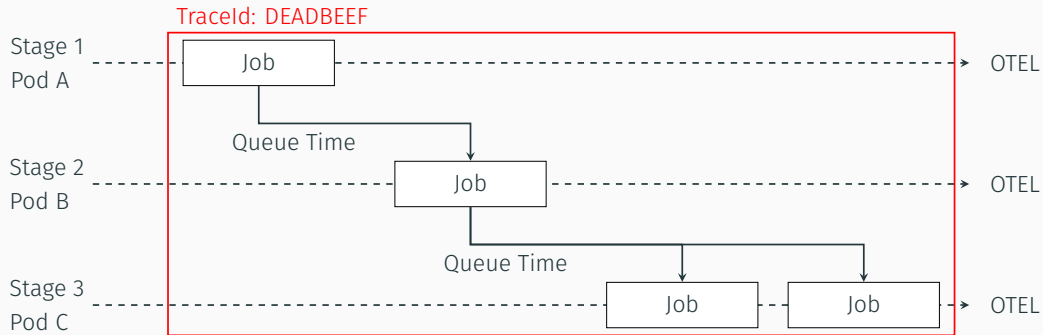 TraceId: DEADBEEF
Stage 1
Pod A
Job
OTEL
Queue Time
Stage 2
Pod B
Job
OTEL
Queue Time
Stage 3
Pod C
Job
Job
OTEL